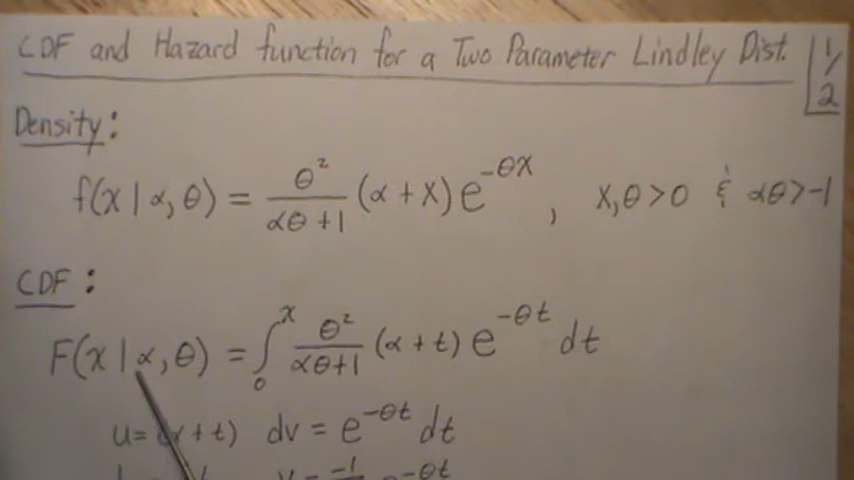 CDF and Hazard function for a Two Parameter Lindley Dist. 1/2
Density:
f(x|α,θ) = θ²/(αθ+1) (α+x)e^(-θx), x,θ>0 & αθ>-1
CDF:
F(x|α,θ) = ∫₀ˣ θ²/(αθ+1) (α+t) e^(-θt) dt
u= + t) dv = e^(-θt) dt